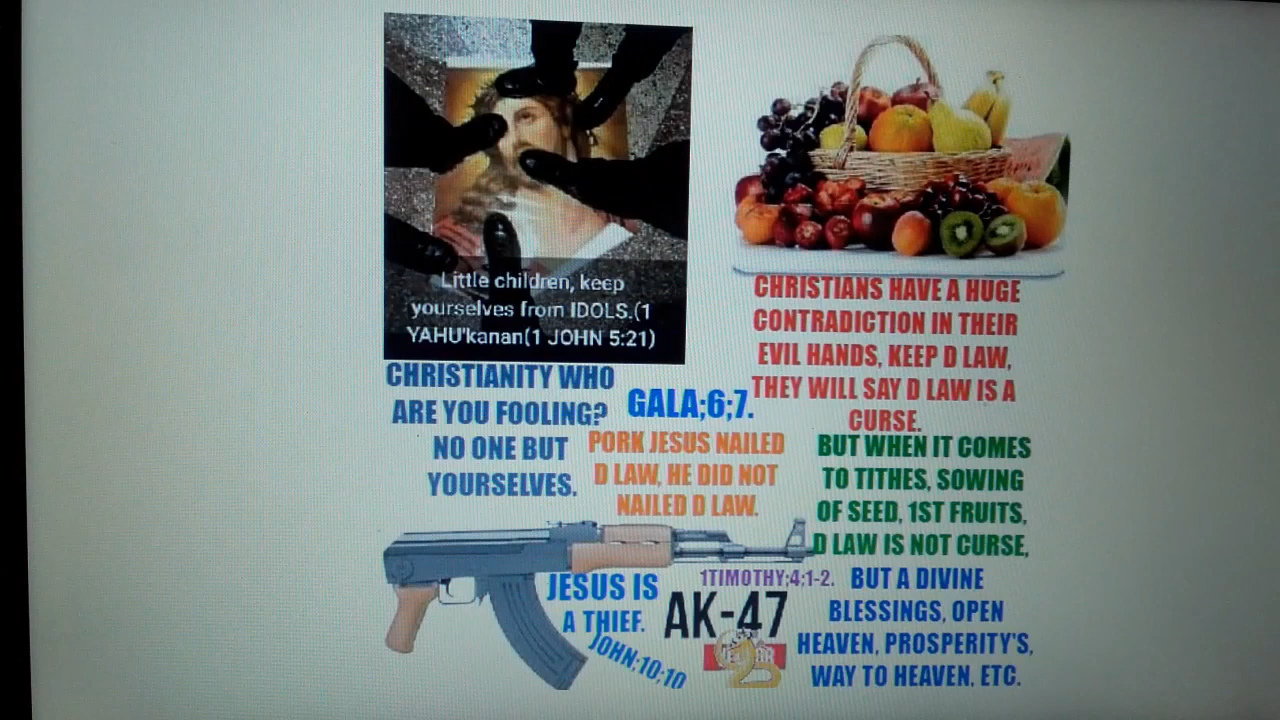 Little children, keep
yourselves from IDOLS.(1
YAHU'kanan(1 JOHN 5:21)
CHRISTIANITY WHO
ARE YOU FOOLING?
NO ONE BUT
YOURSELVES.
GALA;6;7.
PORK JESUS NAILED
D LAW, HE DID NOT
NAILED D LAW.
CHRISTIANS HAVE A HUGE
CONTRADICTION IN THEIR
EVIL HANDS, KEEP D LAW,
THEY WILL SAY D LAW IS A
CURSE.
BUT WHEN IT COMES
TO TITHES, SOWING
OF SEED, 1ST FRUITS,
D LAW IS NOT CURSE,
BUT A DIVINE
BLESSINGS, OPEN
HEAVEN, PROSPERITY'S,
WAY TO HEAVEN. ETC.
JESUS IS
A THIEF.
JOHN;10;10
1TIMOTHY;4;1-2.
AK-47